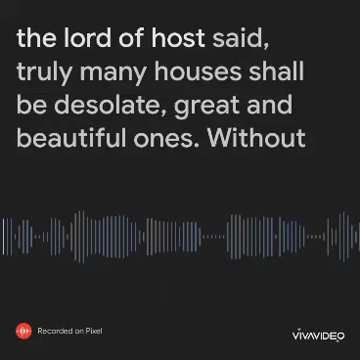 the lord of host said,
truly many houses shall
be desolate, great and
beautiful ones. Without
Recorded on Pixel
VIVAVIDEO